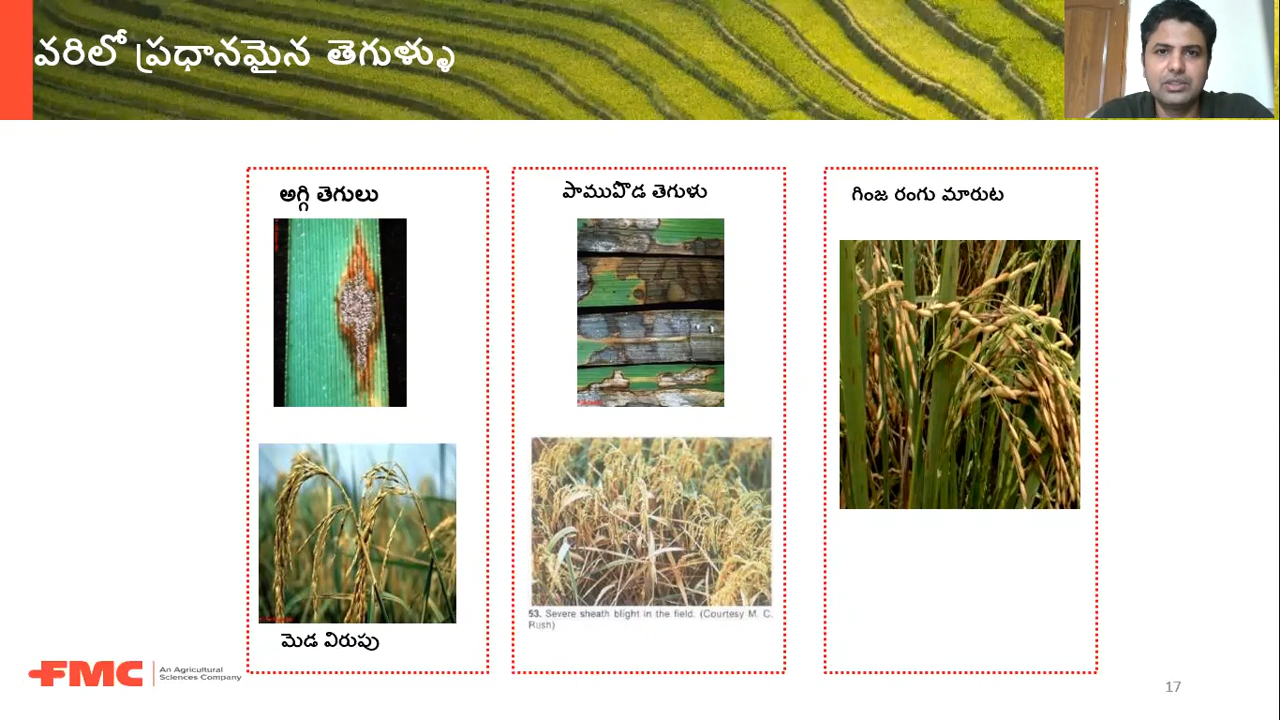 వరిలో ప్రధానమైన తెగుళ్ళు
అగ్గి తెగులు
మెడ విరుపు
పాముపొడ తెగుళు
53. Severe sheath blight in the field. (Courtesy M. C.
Rush)
గింజ రంగు మారుట
FMC
An Agricultural
Sciences Company
17